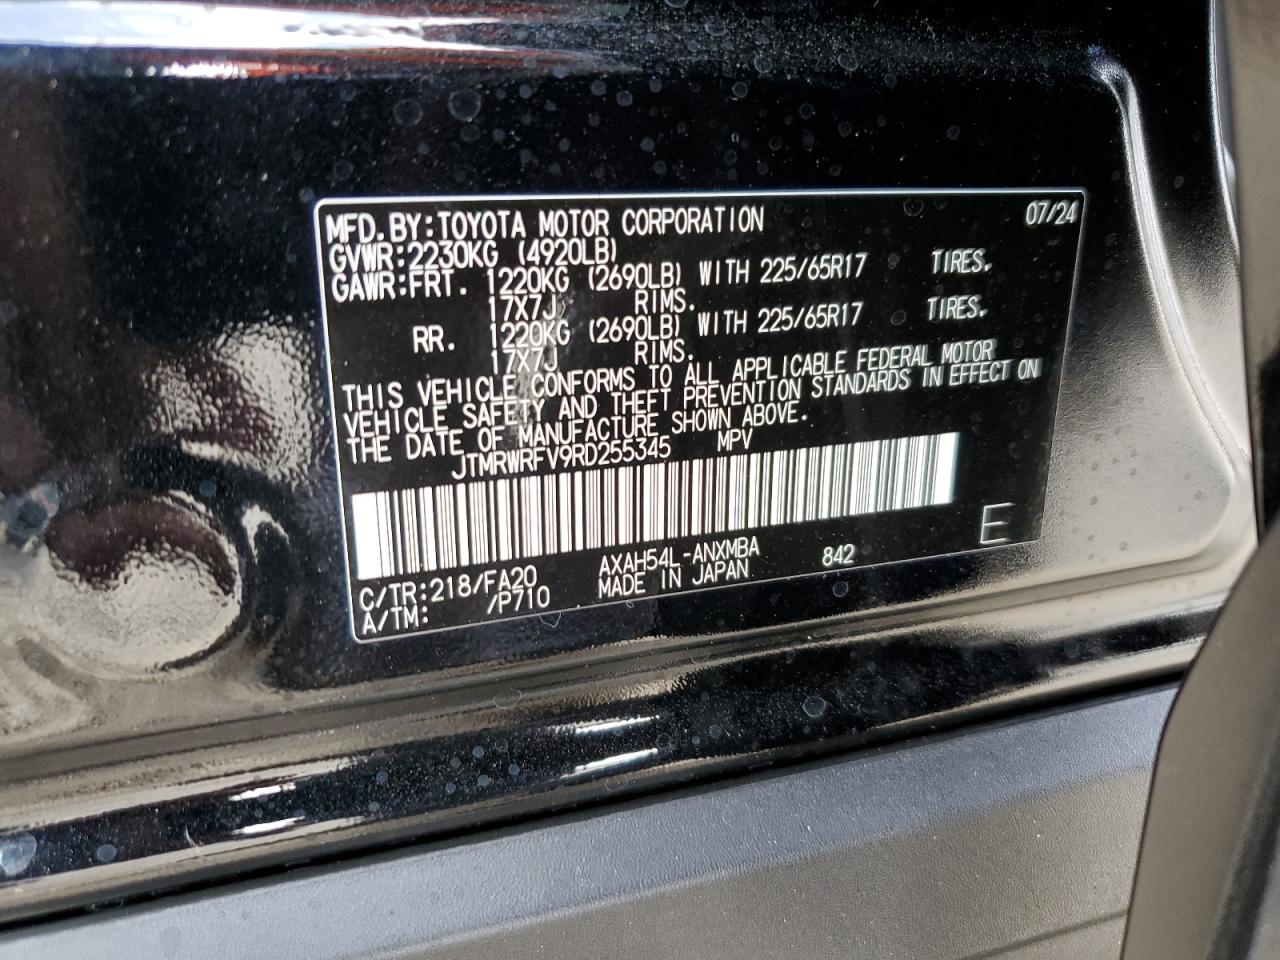 MFD. BY: TOYOTA MOTOR CORPORATION 07/24
GVWR: 2230KG (4920LB)
GAWR: FRT. 1220KG (2690LB) WITH 225/65R17 TIRES.
17X7J RIMS.
RR. 1220KG (2690LB) WITH 225/65R17 TIRES.
17X7J RIMS.
THIS VEHICLE CONFORMS TO ALL APPLICABLE FEDERAL MOTOR
VEHICLE SAFETY AND THEFT PREVENTION STANDARDS IN EFFECT ON
THE DATE OF MANUFACTURE SHOWN ABOVE.
JTMRWRFV9RD255345 MPV
E
C/TR: 218/FA20 AXAH54L-ANXMBA 842
A/TM: /P710 MADE IN JAPAN